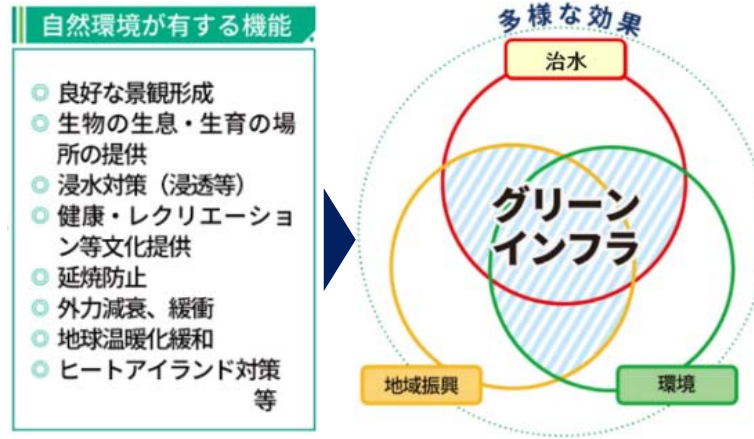 自然環境が有する機能
◎ 良好な景観形成
◎ 生物の生息・生育の場
所の提供
◎ 浸水対策（浸透等）
◎ 健康・レクリエーショ
ン等文化提供
◎ 延焼防止
◎ 外力減衰、緩衝
◎ 地球温暖化緩和
◎ ヒートアイランド対策
等
多様な効果
治水
グリーン
インフラ
地域振興
環境